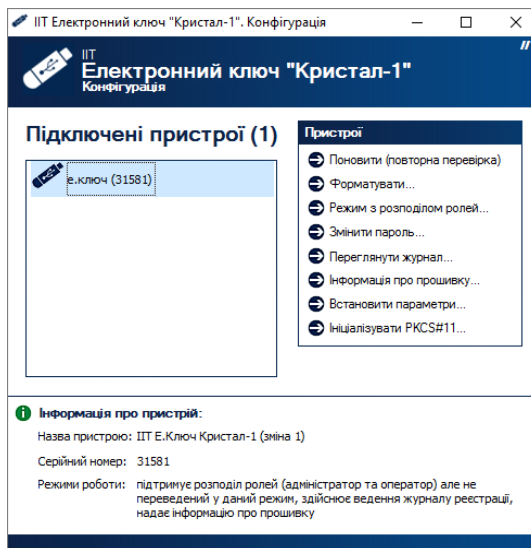 ІІТ Електронний ключ "Кристал-1". Конфігурація
ІІТ
Електронний ключ "Кристал-1"
Конфігурація
Підключені пристрої (1)
е.ключ (31581)
Пристрої
Поновити (повторна перевірка)
Форматувати...
Режим з розподілом ролей...
Змінити пароль...
Переглянути журнал...
Інформація про прошивку...
Встановити параметри...
Ініціалізувати PKCS#11...
Інформація про пристрій:
Назва пристрою: ІІТ Е.Ключ Кристал-1 (зміна 1)
Серійний номер: 31581
Режими роботи: підтримує розподіл ролей (адміністратор та оператор) але не
переведений у даний режим, здійснює ведення журналу реєстрації,
надає інформацію про прошивку